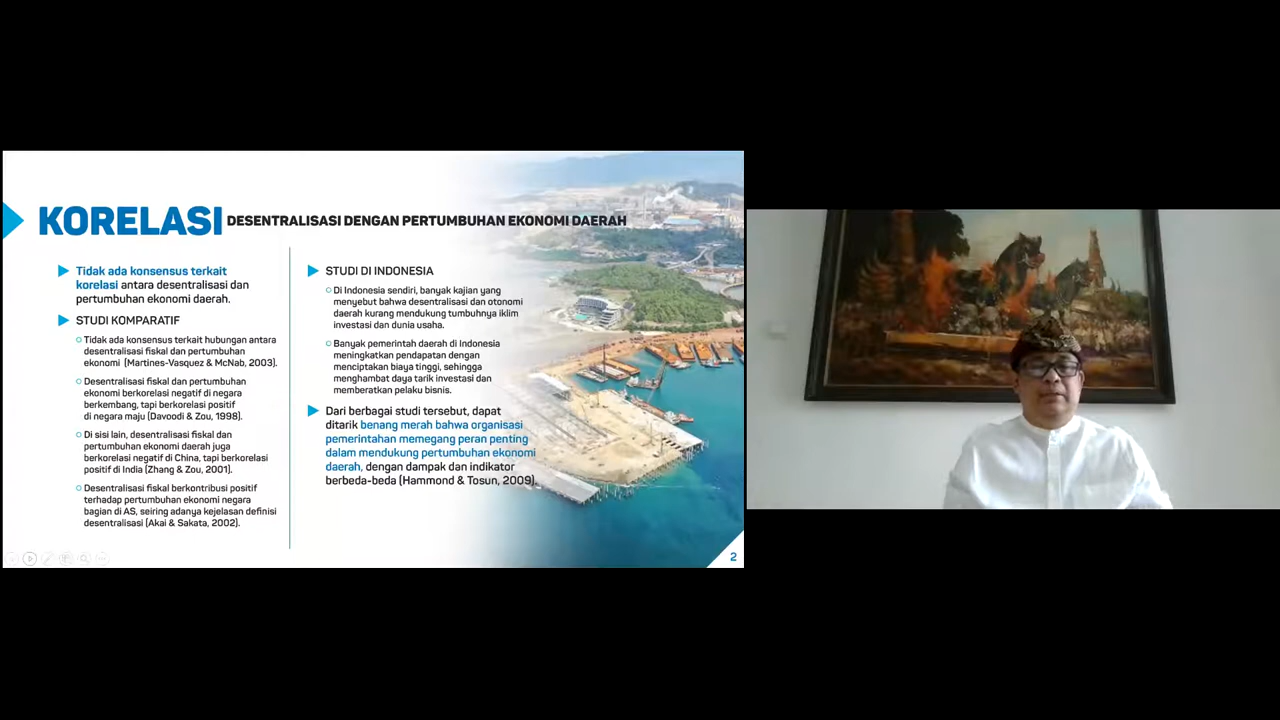 KORELASI DESENTRALISASI DENGAN PERTUMBUHAN EKONOMI DAERAH
Tidak ada konsensus terkait
korelasi antara desentralisasi dan
pertumbuhan ekonomi daerah.
STUDI KOMPARATIF
Tidak ada konsensus terkait hubungan antara
desentralisasi fiskal dan pertumbuhan
ekonomi (Martines-Vasquez & McNab, 2003).
Desentralisasi fiskal dan pertumbuhan
ekonomi berkorelasi negatif di negara
berkembang, tapi berkorelasi positif
di negara maju (Davoodi & Zou, 1998).
Di sisi lain, desentralisasi fiskal dan
pertumbuhan ekonomi daerah juga
berkorelasi negatif di China, tapi berkorelasi
positif di India (Zhang & Zou, 2001).
Desentralisasi fiskal berkontribusi positif
terhadap pertumbuhan ekonomi negara
bagian di AS, seiring adanya kejelasan definisi
desentralisasi (Akai & Sakata, 2002).
STUDI DI INDONESIA
Di Indonesia sendiri, banyak kajian yang
menyebut bahwa desentralisasi dan otonomi
daerah kurang mendukung tumbuhnya iklim
investasi dan dunia usaha.
Banyak pemerintah daerah di Indonesia
meningkatkan pendapatan dengan
menciptakan biaya tinggi, sehingga
menghambat daya tarik investasi dan
memberatkan pelaku bisnis.
Dari berbagai studi tersebut, dapat
ditarik benang merah bahwa organisasi
pemerintahan memegang peran penting
dalam mendukung pertumbuhan ekonomi
daerah, dengan dampak dan indikator
berbeda-beda (Hammond & Tosun, 2009).
2